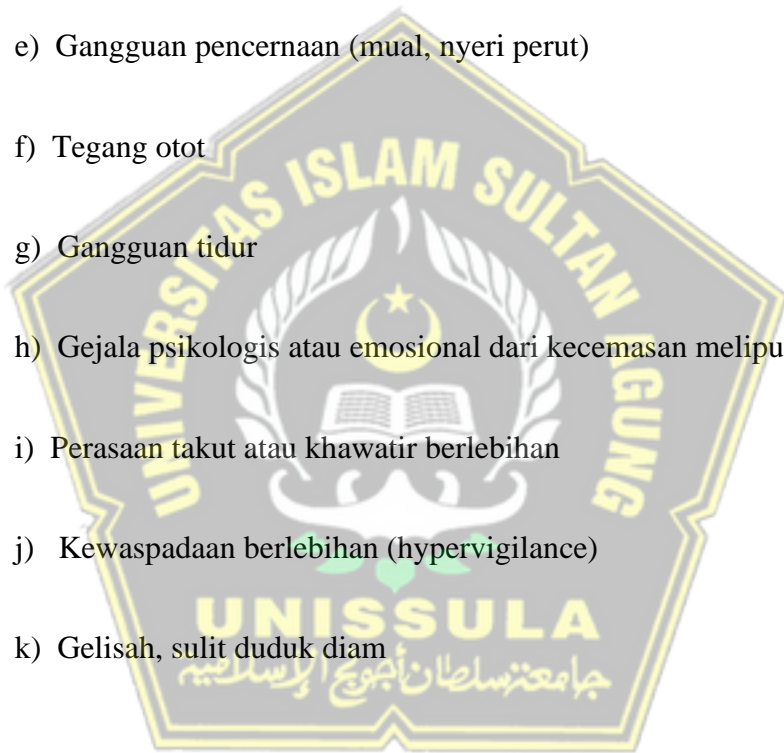 e) Gangguan pencernaan (mual, nyeri perut)
f) Tegang otot
g) Gangguan tidur
h) Gejala psikologis atau emosional dari kecemasan melipu
i) Perasaan takut atau khawatir berlebihan
j) Kewaspadaan berlebihan (hypervigilance)
k) Gelisah, sulit duduk diam
UNIVERSITAS ISLAM SULTAN AGUNG
UNISSULA
جامعة سلطان أجونج الإسلامية